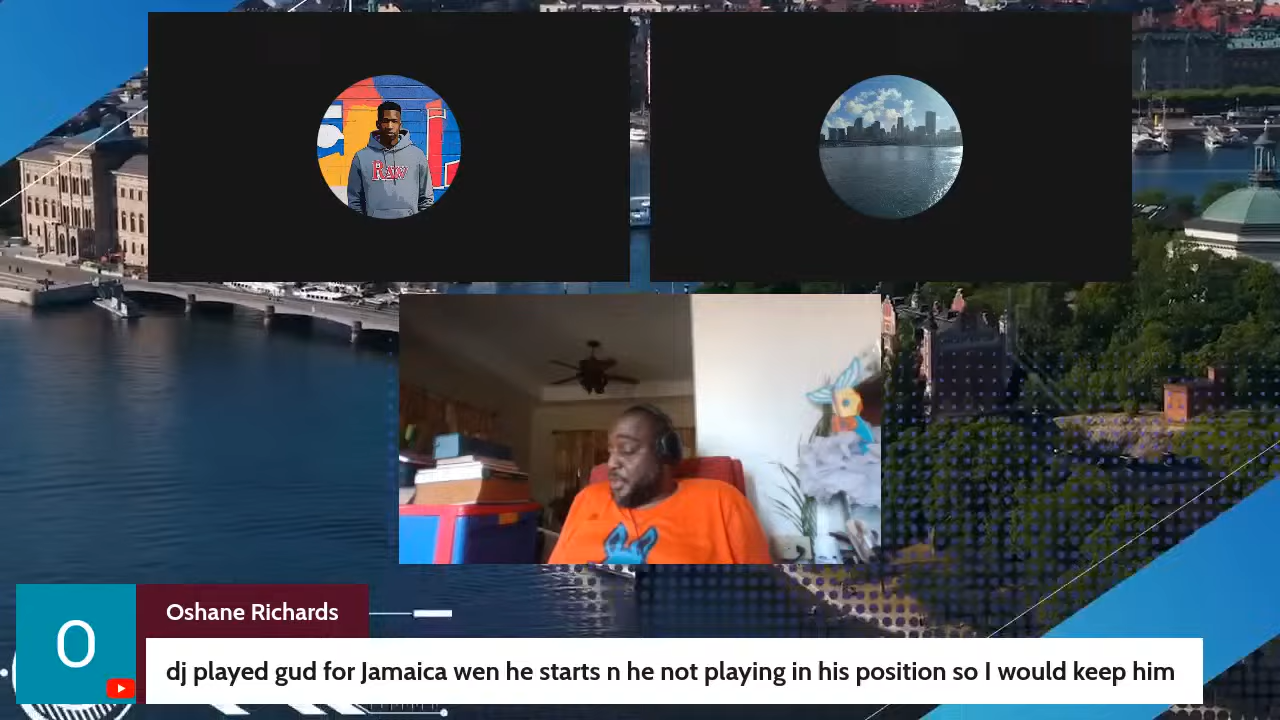 Raw
Oshane Richards
O
dj played gud for Jamaica wen he starts n he not playing in his position so I would keep him